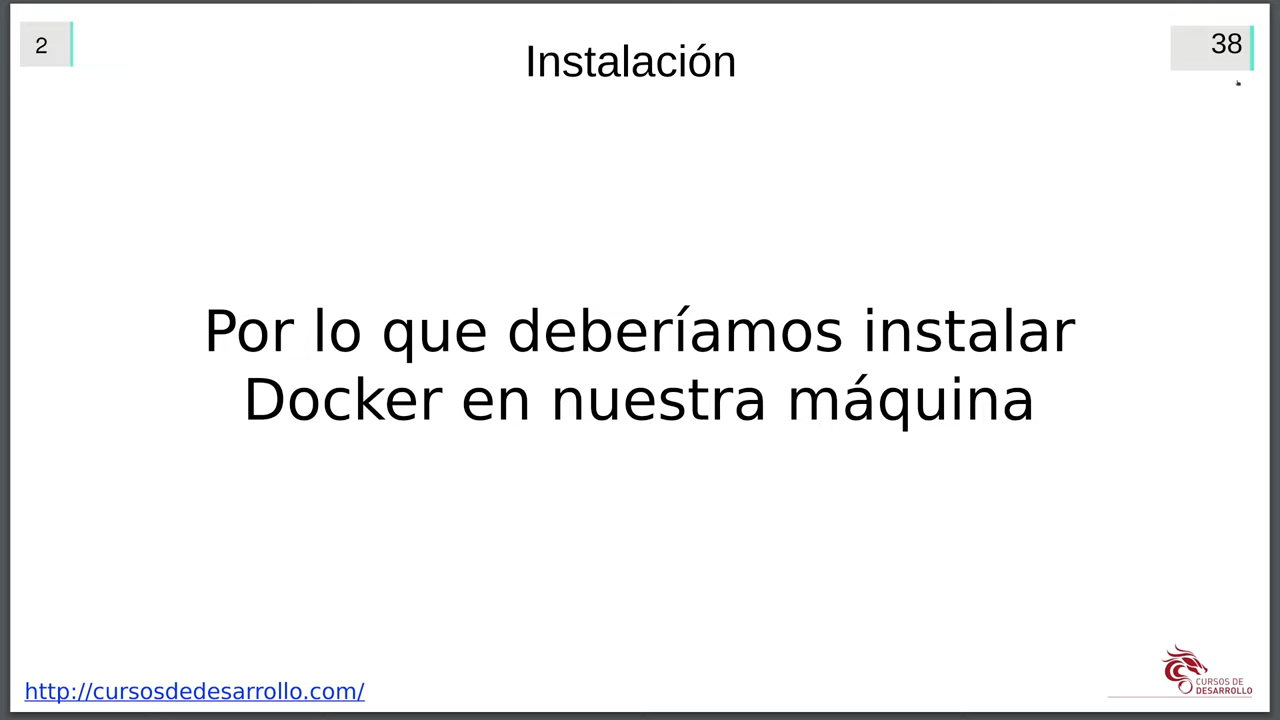 2
Instalación
38
Por lo que deberíamos instalar
Docker en nuestra máquina
http://cursosdedesarrollo.com/
CURSOS DE
DESARROLLO